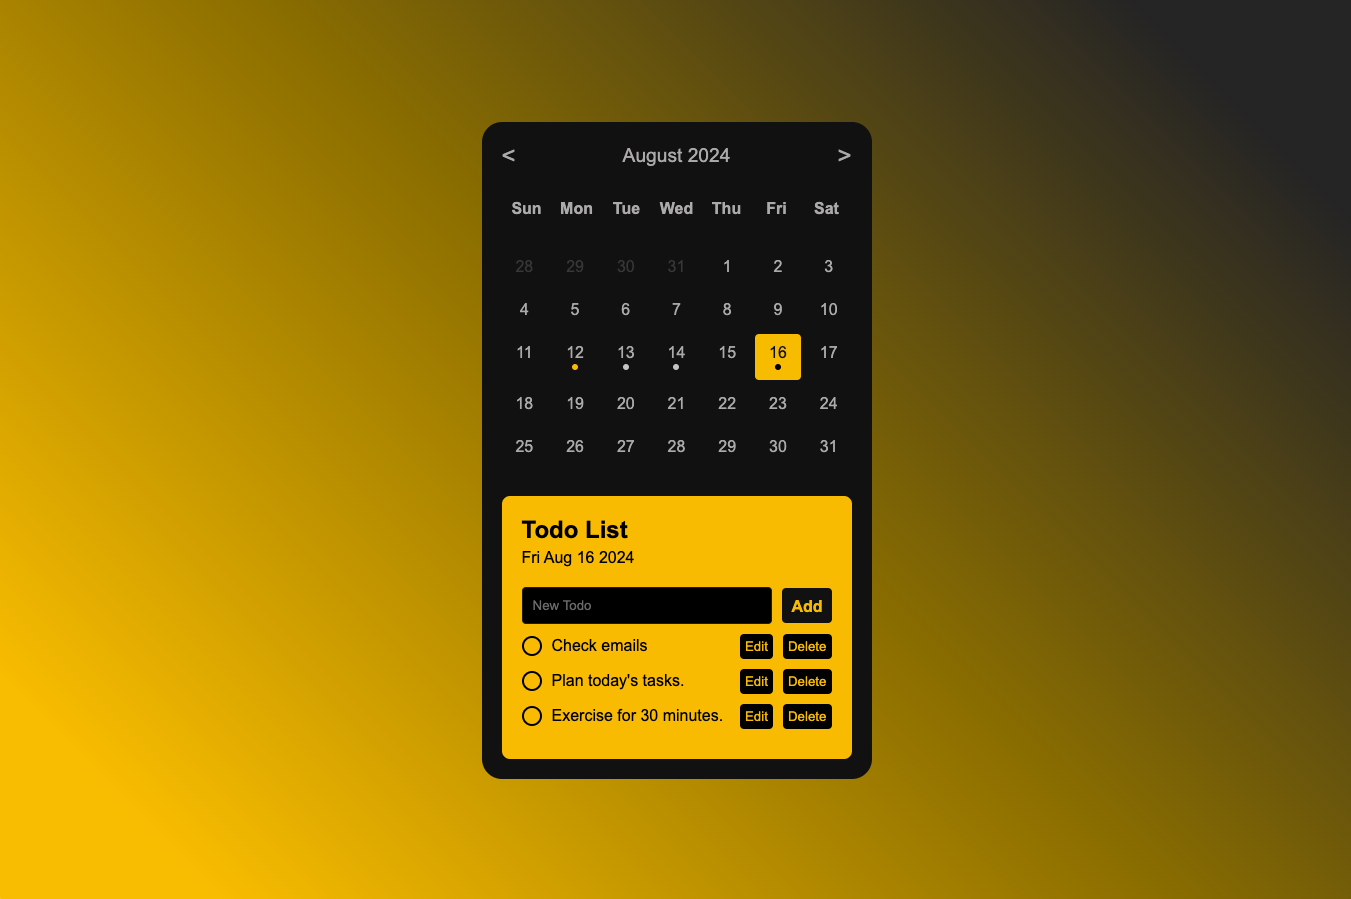 < August 2024 >
Sun Mon Tue Wed Thu Fri Sat
28 29 30 31 1 2 3
4 5 6 7 8 9 10
11 12 13 14 15 16 17
18 19 20 21 22 23 24
25 26 27 28 29 30 31
Todo List
Fri Aug 16 2024
New Todo Add
Check emails Edit Delete
Plan today's tasks. Edit Delete
Exercise for 30 minutes. Edit Delete